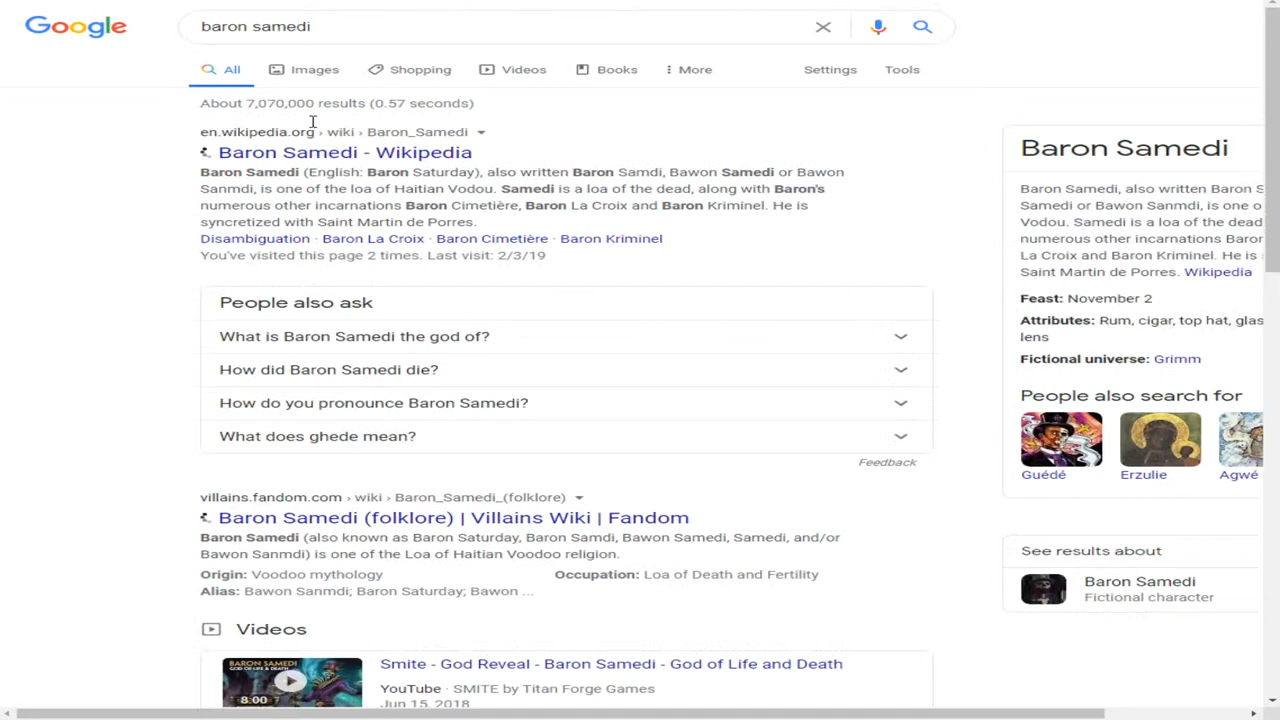 Google
baron samedi
All
Images
Shopping
Videos
Books
More
Settings
Tools
About 7,070,000 results (0.57 seconds)
en.wikipedia.org › wiki › Baron_Samedi
Baron Samedi - Wikipedia
Baron Samedi (English: Baron Saturday), also written Baron Samdi, Bawon Samedi or Bawon
Sanmdi, is one of the loa of Haitian Vodou. Samedi is a loa of the dead, along with Baron's
numerous other incarnations Baron Cimetière, Baron La Croix and Baron Kriminel. He is
syncretized with Saint Martin de Porres.
Disambiguation · Baron La Croix · Baron Cimetière · Baron Kriminel
You've visited this page 2 times. Last visit: 2/3/19
People also ask
What is Baron Samedi the god of?
How did Baron Samedi die?
How do you pronounce Baron Samedi?
What does ghede mean?
Feedback
villains.fandom.com › wiki › Baron_Samedi_(folklore)
Baron Samedi (folklore) | Villains Wiki | Fandom
Baron Samedi (also known as Baron Saturday, Baron Samdi, Bawon Samedi, Samedi, and/or
Bawon Sanmdi) is one of the Loa of Haitian Voodoo religion.
Origin: Voodoo mythology
Occupation: Loa of Death and Fertility
Alias: Bawon Sanmdi; Baron Saturday; Bawon ...
Videos
BARON SAMEDI
GOD OF LIFE & DEATH
8:00
Smite - God Reveal - Baron Samedi - God of Life and Death
YouTube · SMITE by Titan Forge Games
Jun 15, 2018
Baron Samedi
Baron Samedi, also written Baron S
Samedi or Bawon Sanmdi, is one o
Vodou. Samedi is a loa of the dead
numerous other incarnations Baror
La Croix and Baron Kriminel. He is
Saint Martin de Porres. Wikipedia
Feast: November 2
Attributes: Rum, cigar, top hat, glas
lens
Fictional universe: Grimm
People also search for
Guédé
Erzulie
Agwé
See results about
Baron Samedi
Fictional character